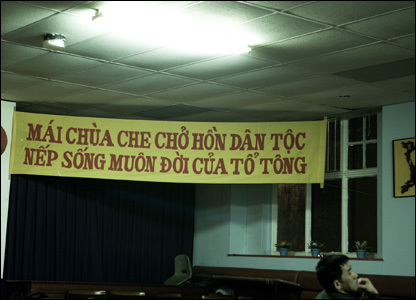 MÁI CHÙA CHE CHỞ HỒN DÂN TỘC
NẾP SỐNG MUÔN ĐỜI CỦA TỔ TÔNG